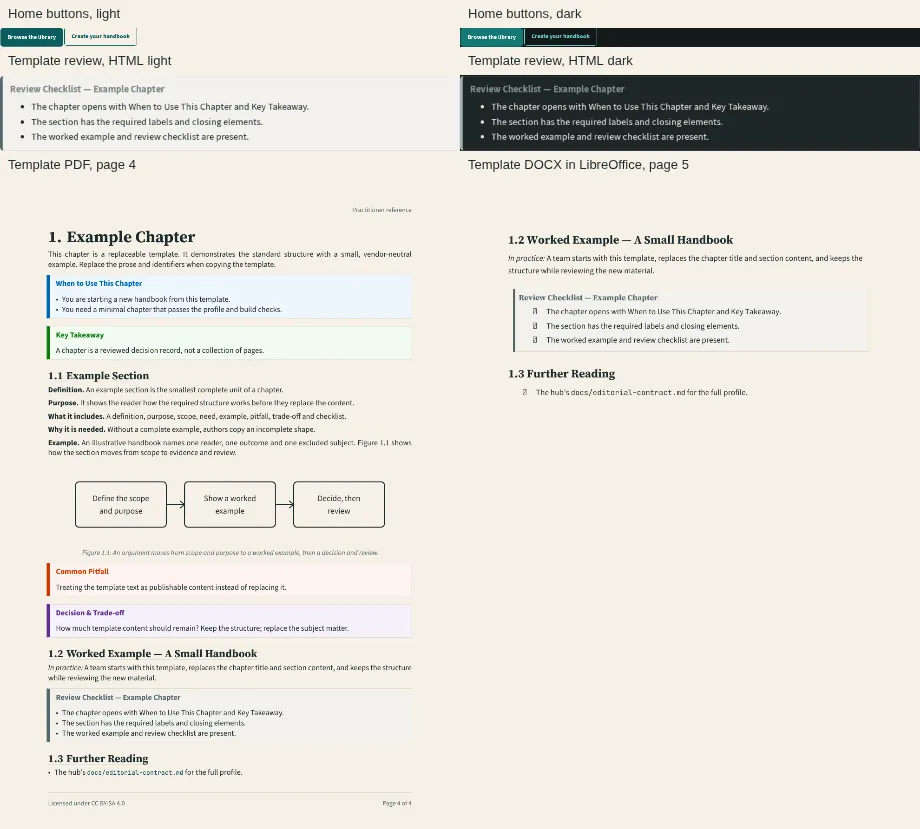 Home buttons, light
Browse the library
Create your handbook
Template review, HTML light
Review Checklist — Example Chapter
• The chapter opens with When to Use This Chapter and Key Takeaway.
• The section has the required labels and closing elements.
• The worked example and review checklist are present.
Template PDF, page 4
Practitioner reference
1. Example Chapter
This chapter is a replaceable template. It demonstrates the standard structure with a small, vendor-neutral
example. Replace the prose and identifiers when copying the template.
When to Use This Chapter
• You are starting a new handbook from this template.
• You need a minimal chapter that passes the profile and build checks.
Key Takeaway
A chapter is a reviewed decision record, not a collection of pages.
1.1 Example Section
Definition. An example section is the smallest complete unit of a chapter.
Purpose. It shows the reader how the required structure works before they replace the content.
What it includes. A definition, purpose, scope, need, example, pitfall, trade-off and checklist.
Why it is needed. Without a complete example, authors copy an incomplete shape.
Example. An illustrative handbook names one reader, one outcome and one excluded subject. Figure 1.1 shows
how the section moves from scope to evidence and review.
Define the scope
and purpose
Show a worked
example
Decide, then
review
Figure 1.1: An argument moves from scope and purpose to a worked example, then a decision and review.
Common Pitfall
Treating the template text as publishable content instead of replacing it.
Decision & Trade-off
How much template content should remain? Keep the structure; replace the subject matter.
1.2 Worked Example — A Small Handbook
In practice: A team starts with this template, replaces the chapter title and section content, and keeps the structure
while reviewing the new material.
Review Checklist — Example Chapter
• The chapter opens with When to Use This Chapter and Key Takeaway.
• The section has the required labels and closing elements.
• The worked example and review checklist are present.
1.3 Further Reading
• The hub's docs/editorial-contract.md for the full profile.
Licensed under CC BY-SA 4.0
Page 4 of 4
Home buttons, dark
Browse the library
Create your handbook
Template review, HTML dark
Review Checklist — Example Chapter
• The chapter opens with When to Use This Chapter and Key Takeaway.
• The section has the required labels and closing elements.
• The worked example and review checklist are present.
Template DOCX in LibreOffice, page 5
1.2 Worked Example — A Small Handbook
In practice: A team starts with this template, replaces the chapter title and section content, and keeps the
structure while reviewing the new material.
Review Checklist — Example Chapter
The chapter opens with When to Use This Chapter and Key Takeaway.
The section has the required labels and closing elements.
The worked example and review checklist are present.
1.3 Further Reading
The hub's docs/editorial-contract.md for the full profile.